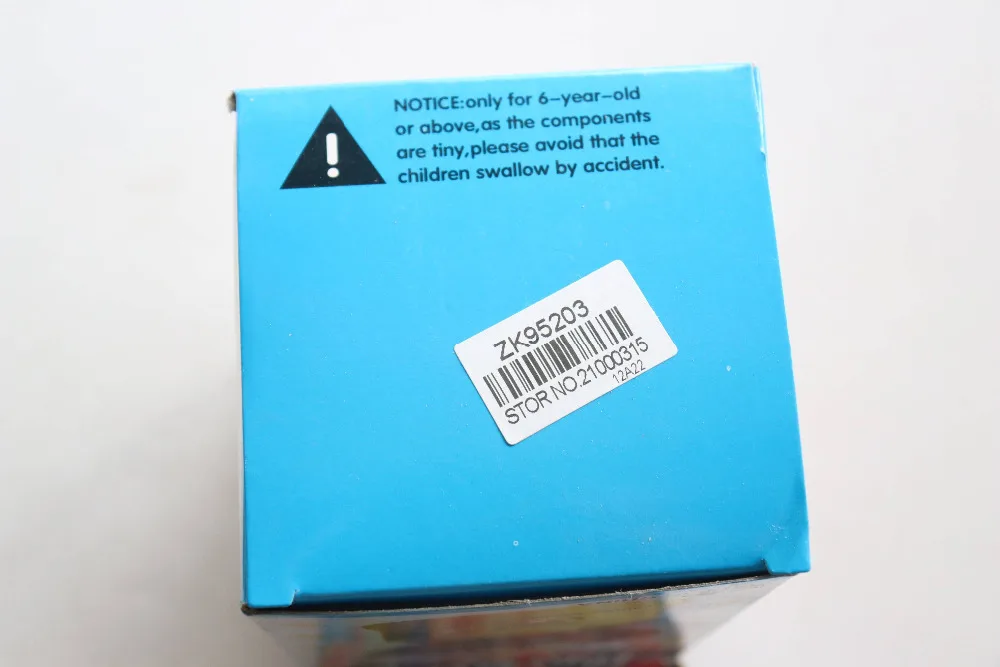 NOTICE:only for 6-year-old
or above,as the components
are tiny,please avoid that the
children swallow by accident.
ZK95203
STOR NO.21000315
12A22